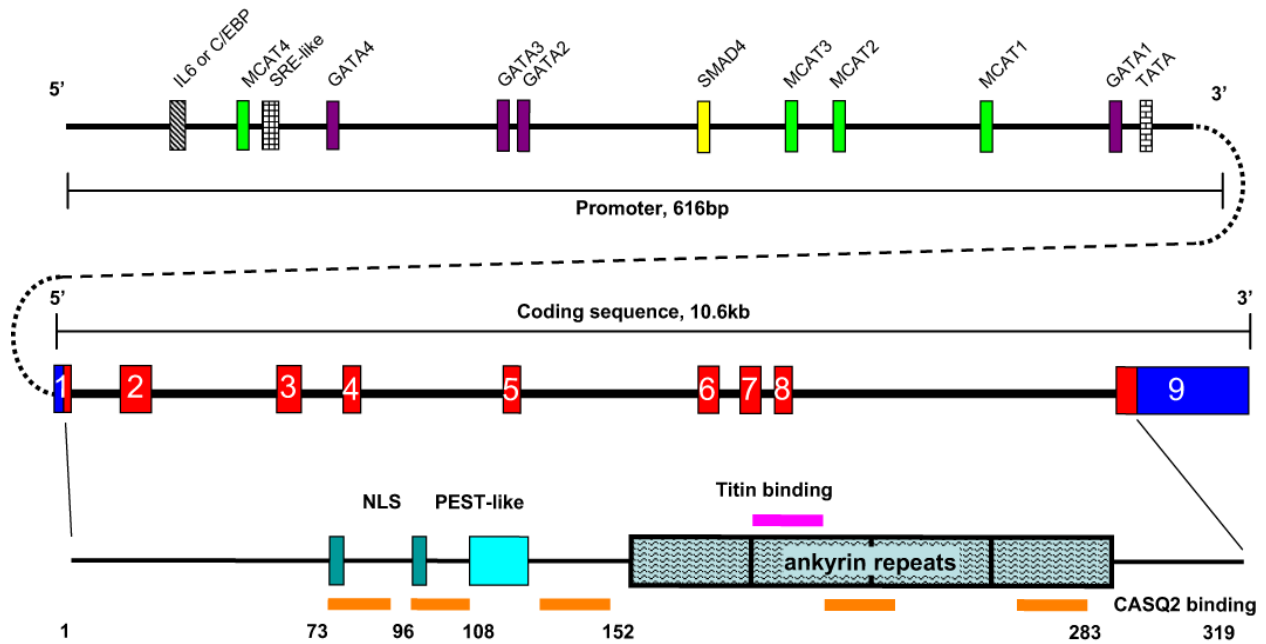 IL6 or C/EBP
MCAT4
SRE-like
GATA4
GATA3
GATA2
SMAD4
MCAT3
MCAT2
MCAT1
GATA1
TATA
5’
3’
Promoter, 616bp
5’
3’
Coding sequence, 10.6kb
1 2 3 4 5 6 7 8 9
NLS PEST-like Titin binding
ankyrin repeats
CASQ2 binding
1 73 96 108 152 283 319